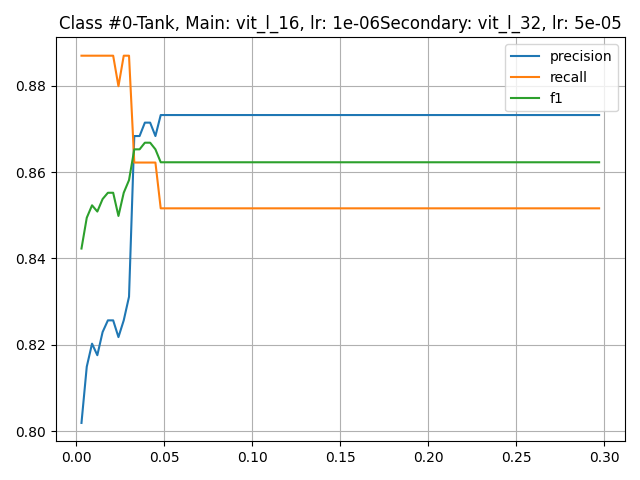 Class #0-Tank, Main: vit_l_16, lr: 1e-06Secondary: vit_l_32, lr: 5e-05
precision
recall
f1
0.88
0.86
0.84
0.82
0.80
0.00 0.05 0.10 0.15 0.20 0.25 0.30